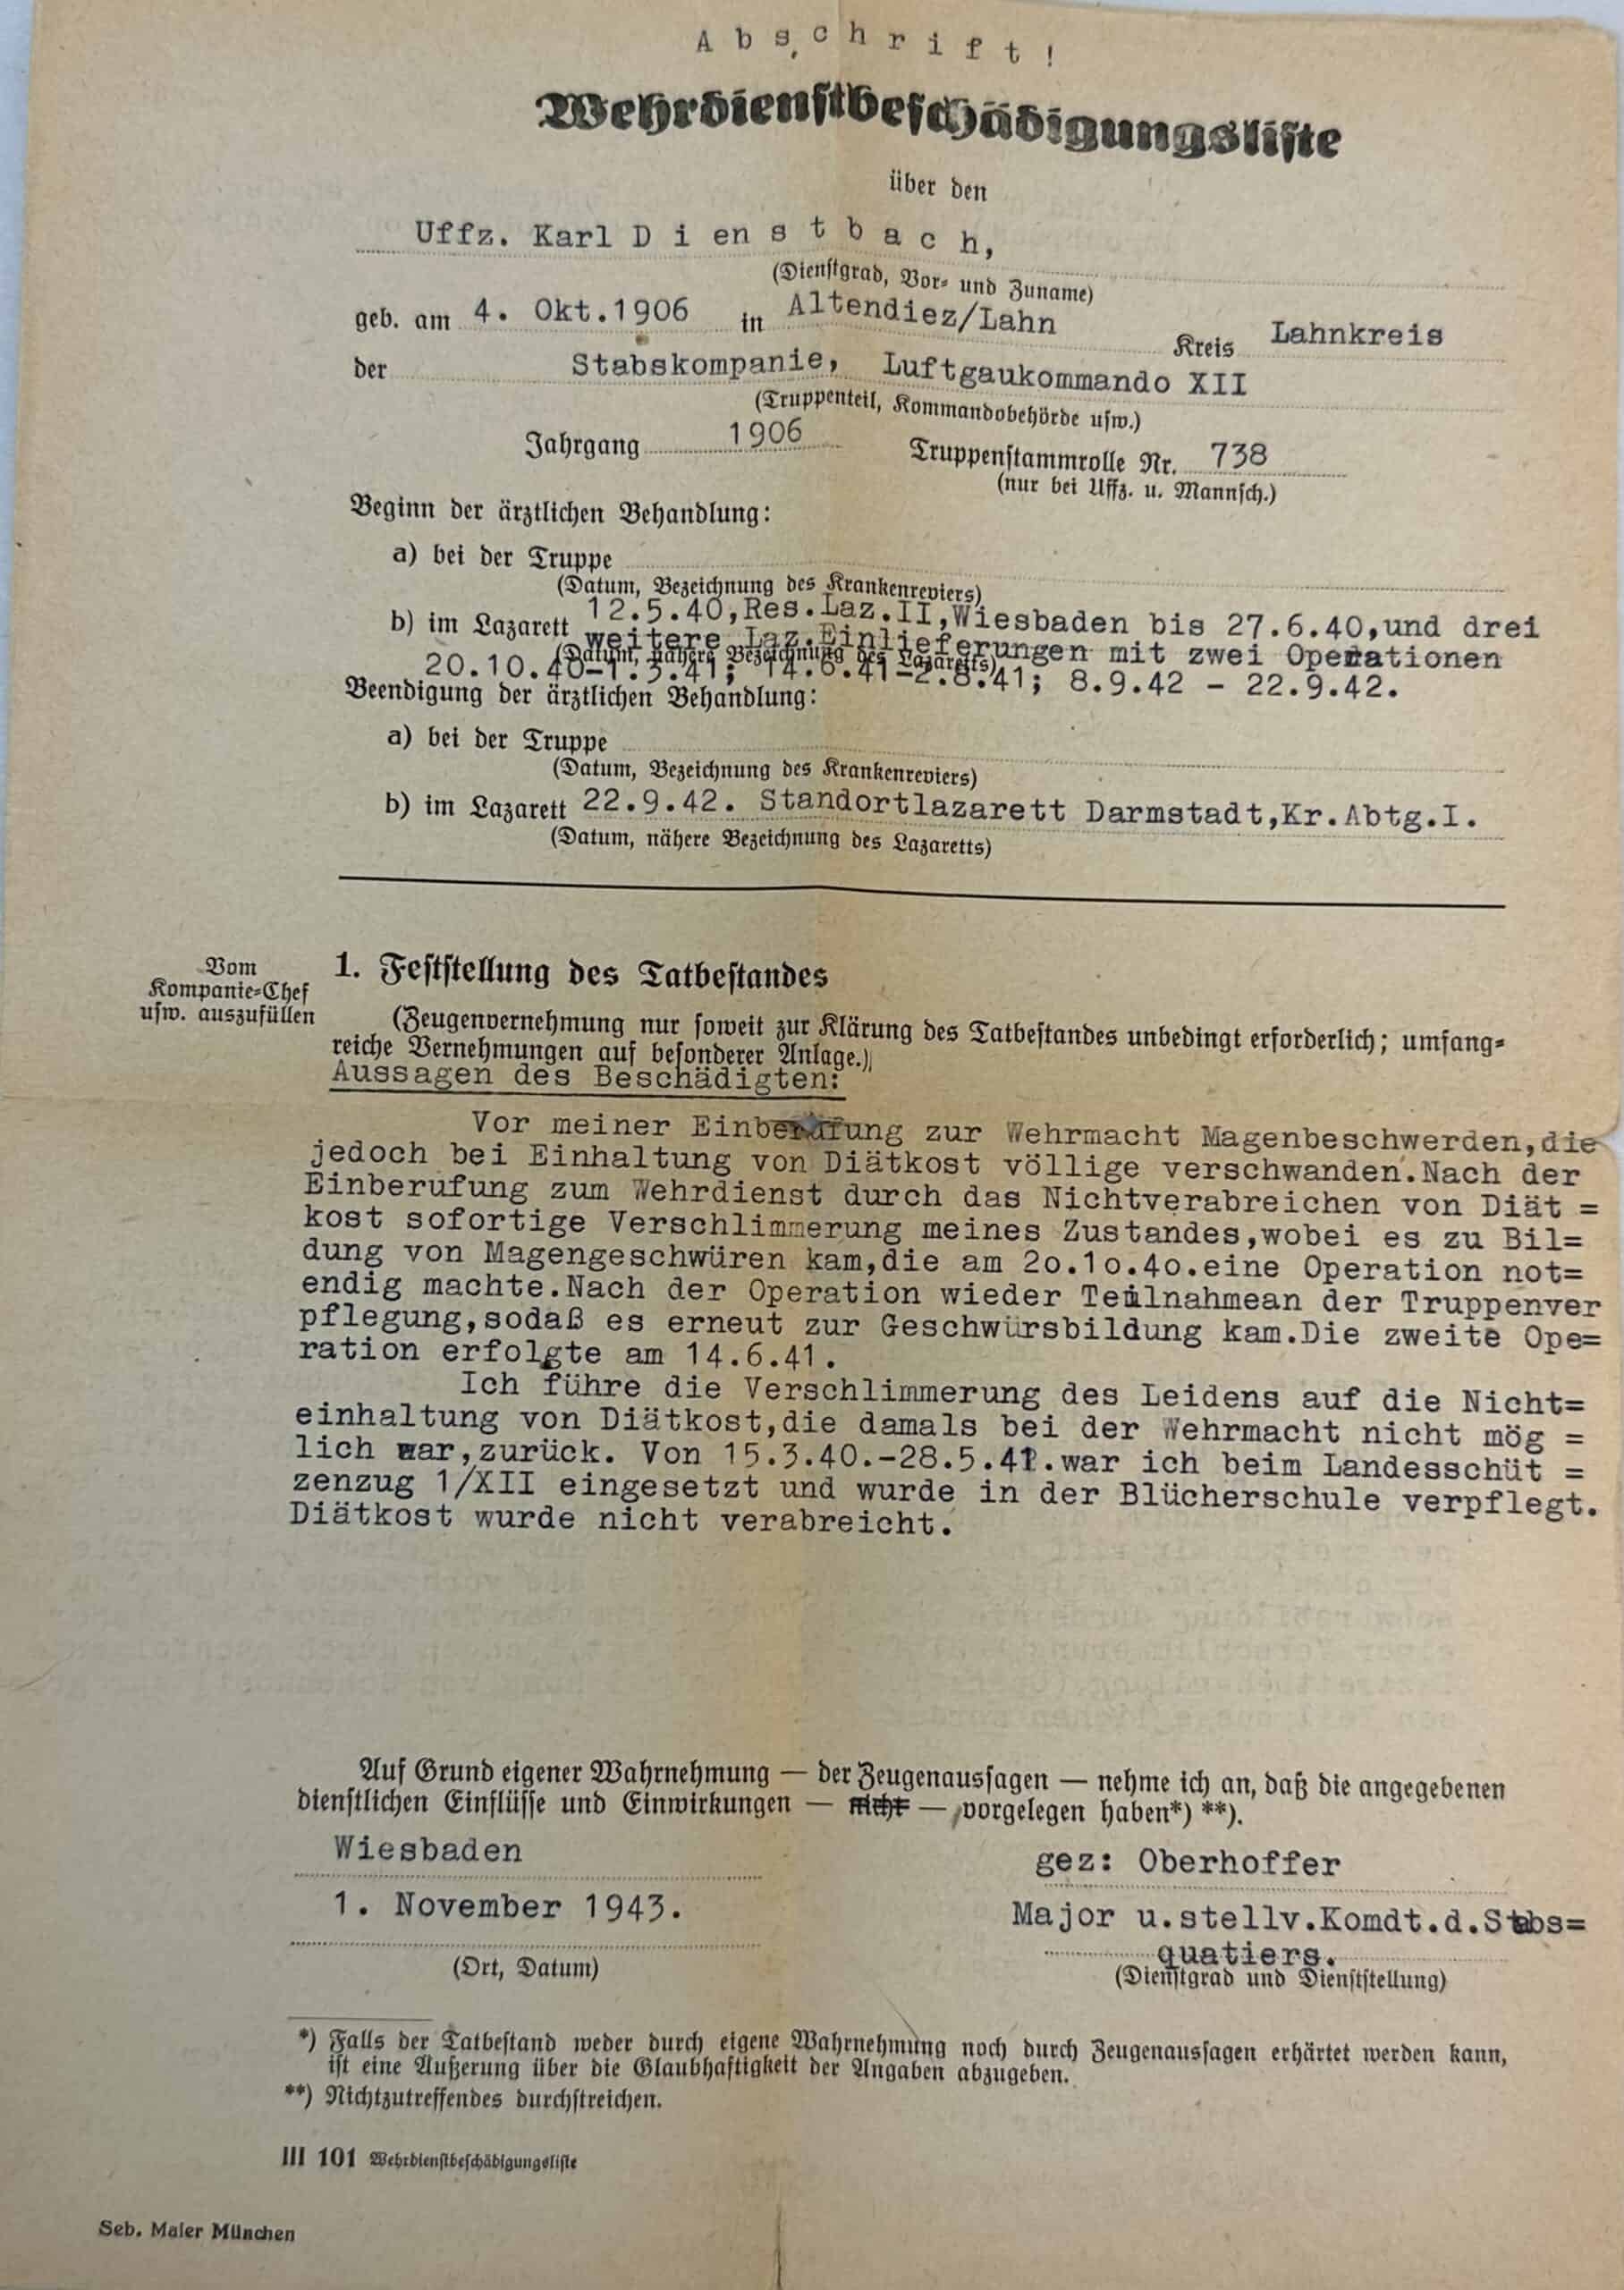 Abschrift!
Wehrdienstbeschädigungsliste
über den
Uffz. Karl Dienstbach,
(Dienstgrad, Vor- und Zuname)
geb. am 4. Okt.1906 in Altendiez/Lahn Kreis Lahnkreis
der Stabskompanie, Luftgaukommando XII
(Truppenteil, Kommandobehörde usw.)
Jahrgang 1906 Truppenstammrolle Nr. 738
(nur bei Uffz. u. Mannsch.)
Beginn der ärztlichen Behandlung:
a) bei der Truppe
(Datum, Bezeichnung des Krankenreviers)
b) im Lazarett 12.5.40,Res.Laz.II,Wiesbaden bis 27.6.40,und drei
weitere Laz.Einlieferungen mit zwei Operationen
(Datum, nähere Bezeichnung des Lazaretts)
20.10.40-1.3.41; 14.6.41-2.8.41; 8.9.42 - 22.9.42.
Beendigung der ärztlichen Behandlung:
a) bei der Truppe
(Datum, Bezeichnung des Krankenreviers)
b) im Lazarett 22.9.42. Standortlazarett Darmstadt,Kr.Abtg.I.
(Datum, nähere Bezeichnung des Lazaretts)
Vom
Kompanie-Chef
usw. auszufüllen
1. Feststellung des Tatbestandes
(Zeugenvernehmung nur soweit zur Klärung des Tatbestandes unbedingt erforderlich; umfang-
reiche Vernehmungen auf besonderer Anlage.)
Aussagen des Beschädigten:
Vor meiner Einberufung zur Wehrmacht Magenbeschwerden,die
jedoch bei Einhaltung von Diätkost völlige verschwanden.Nach der
Einberufung zum Wehrdienst durch das Nichtverabreichen von Diät =
kost sofortige Verschlimmerung meines Zustandes,wobei es zu Bil=
dung von Magengeschwüren kam,die am 2o.1o.4o.eine Operation not=
endig machte.Nach der Operation wieder Teilnahmean der Truppenver
pflegung,sodaß es erneut zur Geschwürsbildung kam.Die zweite Ope=
ration erfolgte am 14.6.41.
Ich führe die Verschlimmerung des Leidens auf die Nicht=
einhaltung von Diätkost,die damals bei der Wehrmacht nicht mög =
lich war,zurück. Von 15.3.40.-28.5.41.war ich beim Landesschüt =
zenzug 1/XII eingesetzt und wurde in der Blücherschule verpflegt.
Diätkost wurde nicht verabreicht.
Auf Grund eigener Wahrnehmung — der Zeugenaussagen — nehme ich an, daß die angegebenen
dienstlichen Einflüsse und Einwirkungen — nicht — vorgelegen haben*) **).
Wiesbaden
gez: Oberhoffer
1. November 1943.
Major u.stellv.Komdt.d.Stabs=
quatiers.
(Ort, Datum)
(Dienstgrad und Dienststellung)
*) Falls der Tatbestand weder durch eigene Wahrnehmung noch durch Zeugenaussagen erhärtet werden kann,
ist eine Äußerung über die Glaubhaftigkeit der Angaben abzugeben.
**) Nichtzutreffendes durchstreichen.
III 101 Wehrdienstbeschädigungsliste
Seb. Maier München